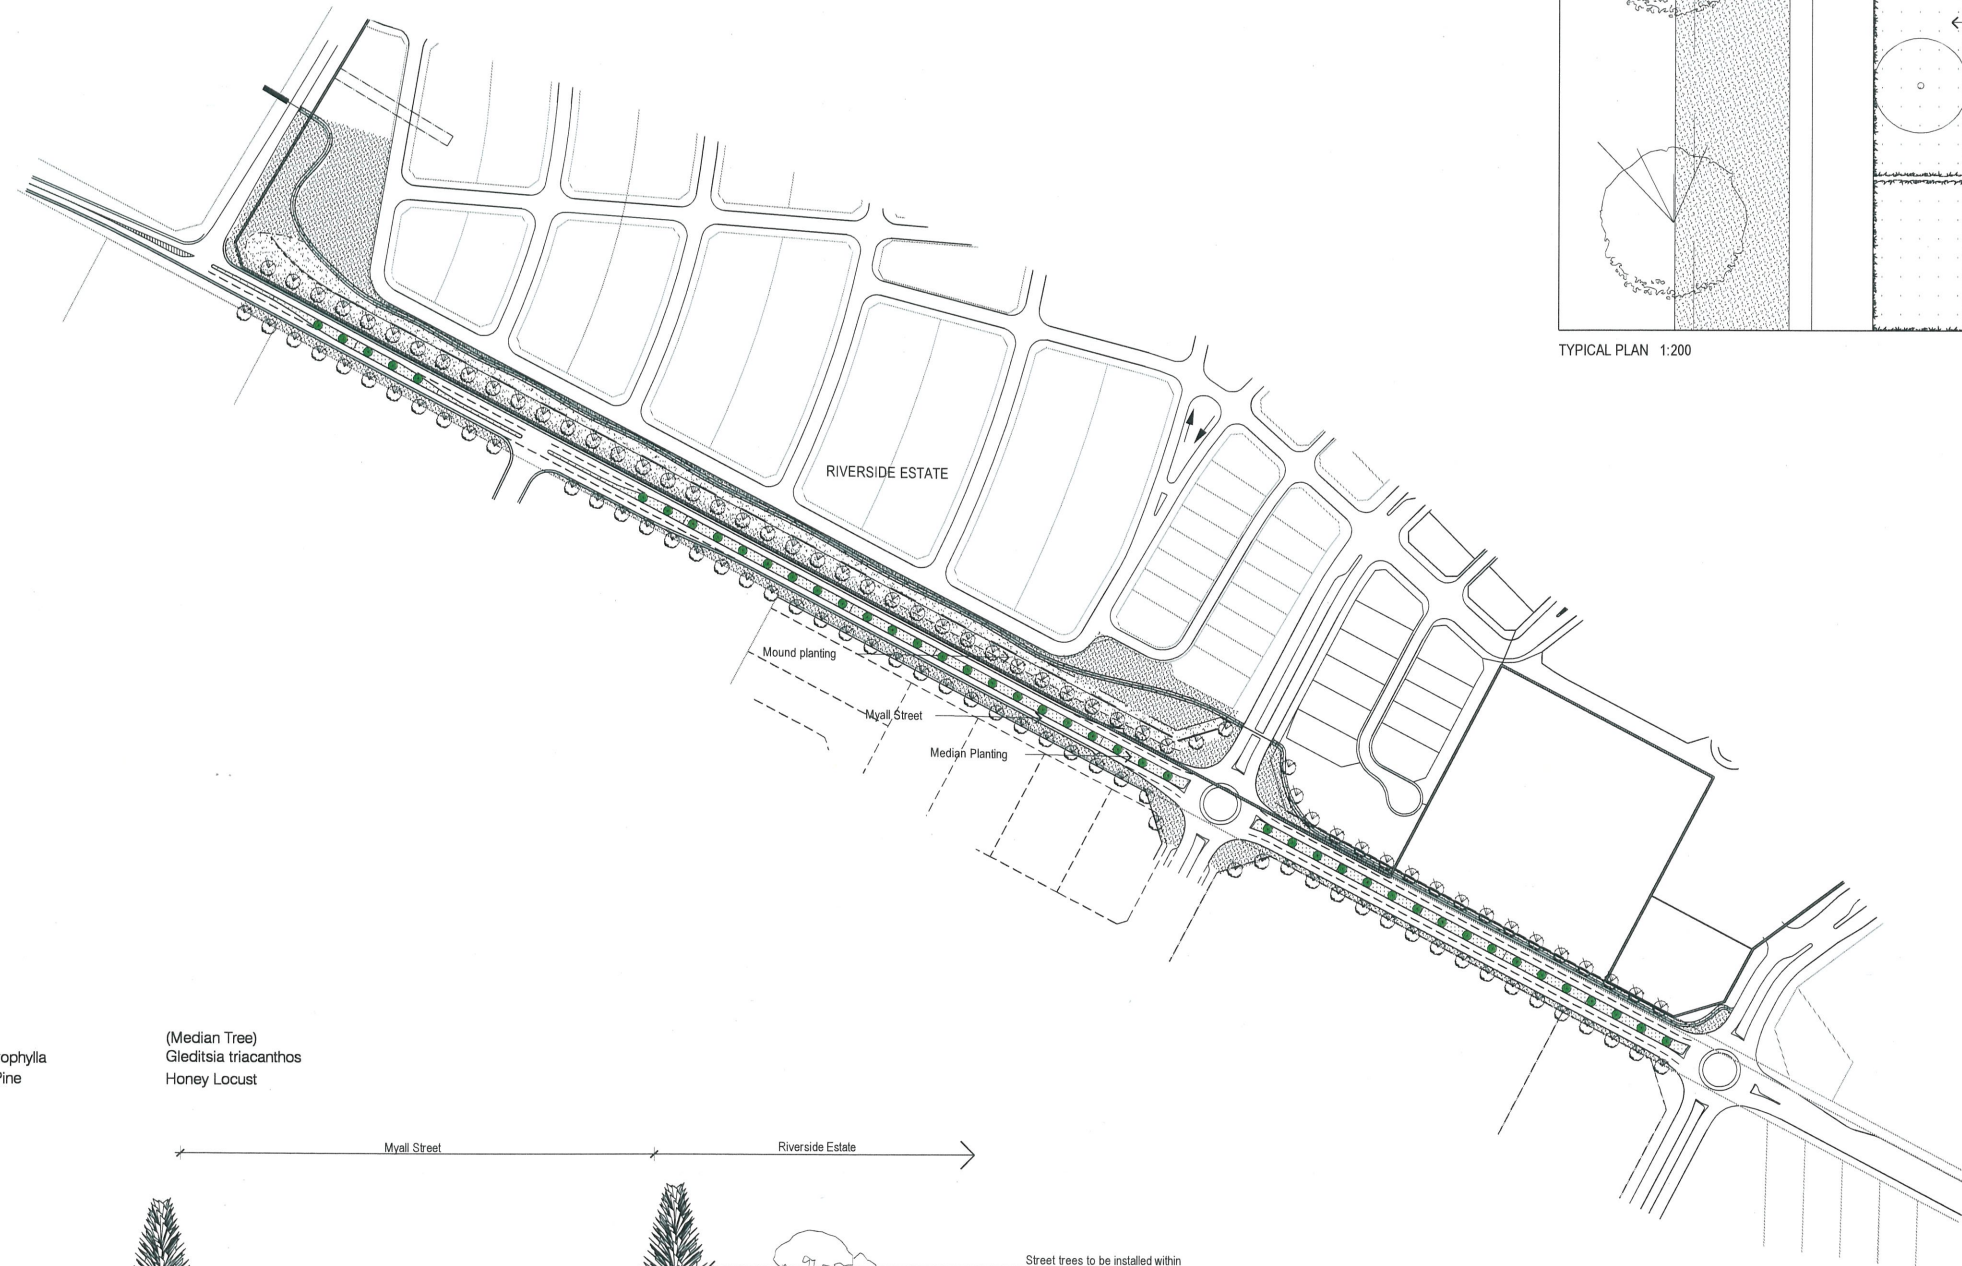 TYPICAL PLAN 1:200
RIVERSIDE ESTATE
Mound planting
Myall Street
Median Planting
(Median Tree)
ophylla
Gleditsia triacanthos
Pine
Honey Locust
Myall Street
Riverside Estate
Street trees to be installed within